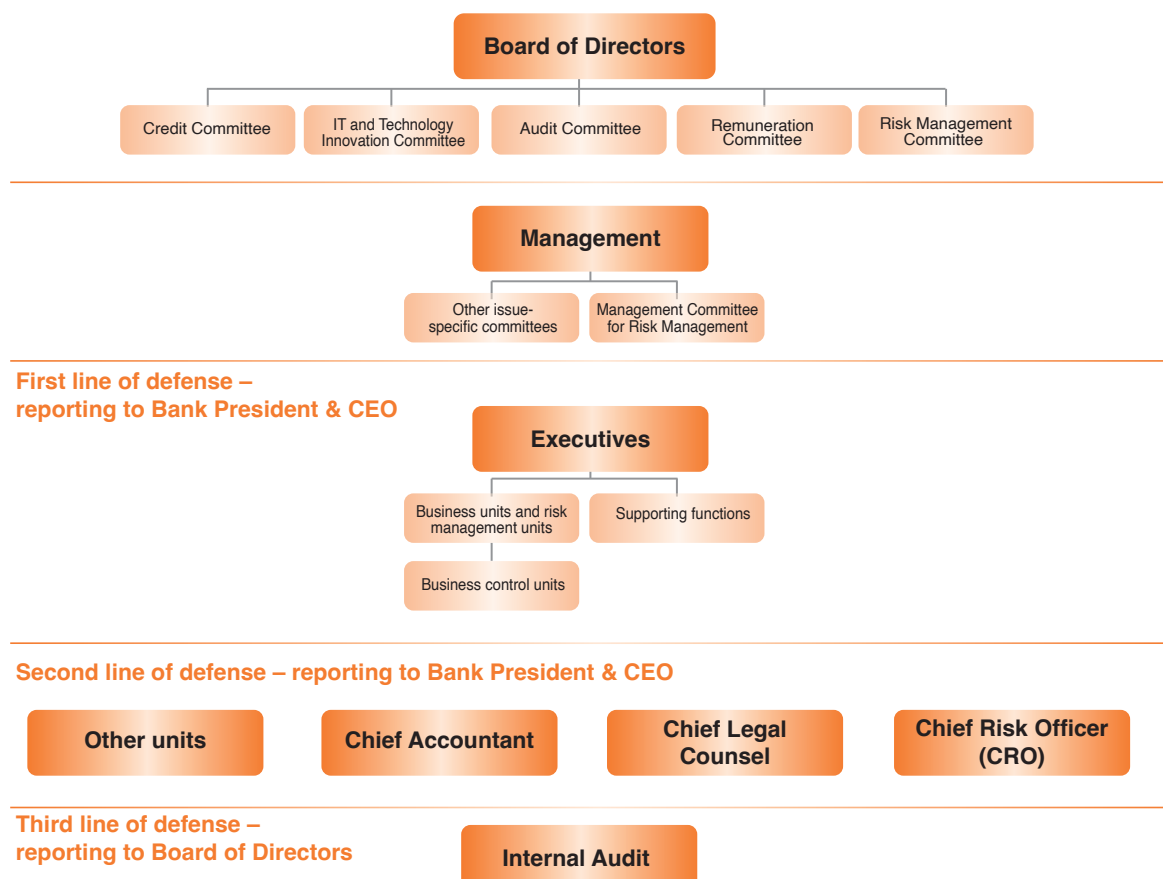 Board of Directors
Credit Committee
IT and Technology
Innovation Committee
Audit Committee
Remuneration
Committee
Risk Management
Committee
Management
Other issue-
specific committees
Management Committee
for Risk Management
First line of defense –
reporting to Bank President & CEO
Executives
Business units and risk
management units
Supporting functions
Business control units
Second line of defense – reporting to Bank President & CEO
Other units
Chief Accountant
Chief Legal
Counsel
Chief Risk Officer
(CRO)
Third line of defense –
reporting to Board of Directors
Internal Audit